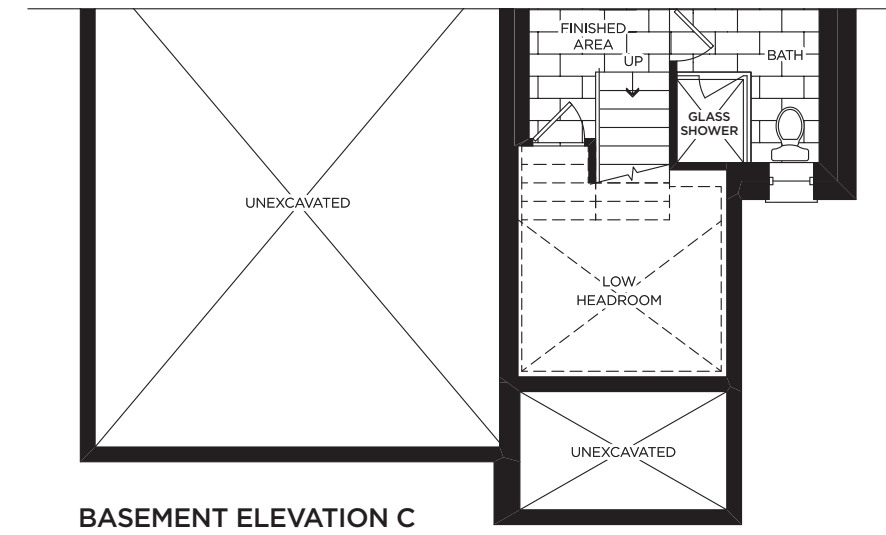 FINISHED
AREA
UP
BATH
GLASS
SHOWER
UNEXCAVATED
LOW
HEADROOM
UNEXCAVATED
BASEMENT ELEVATION C